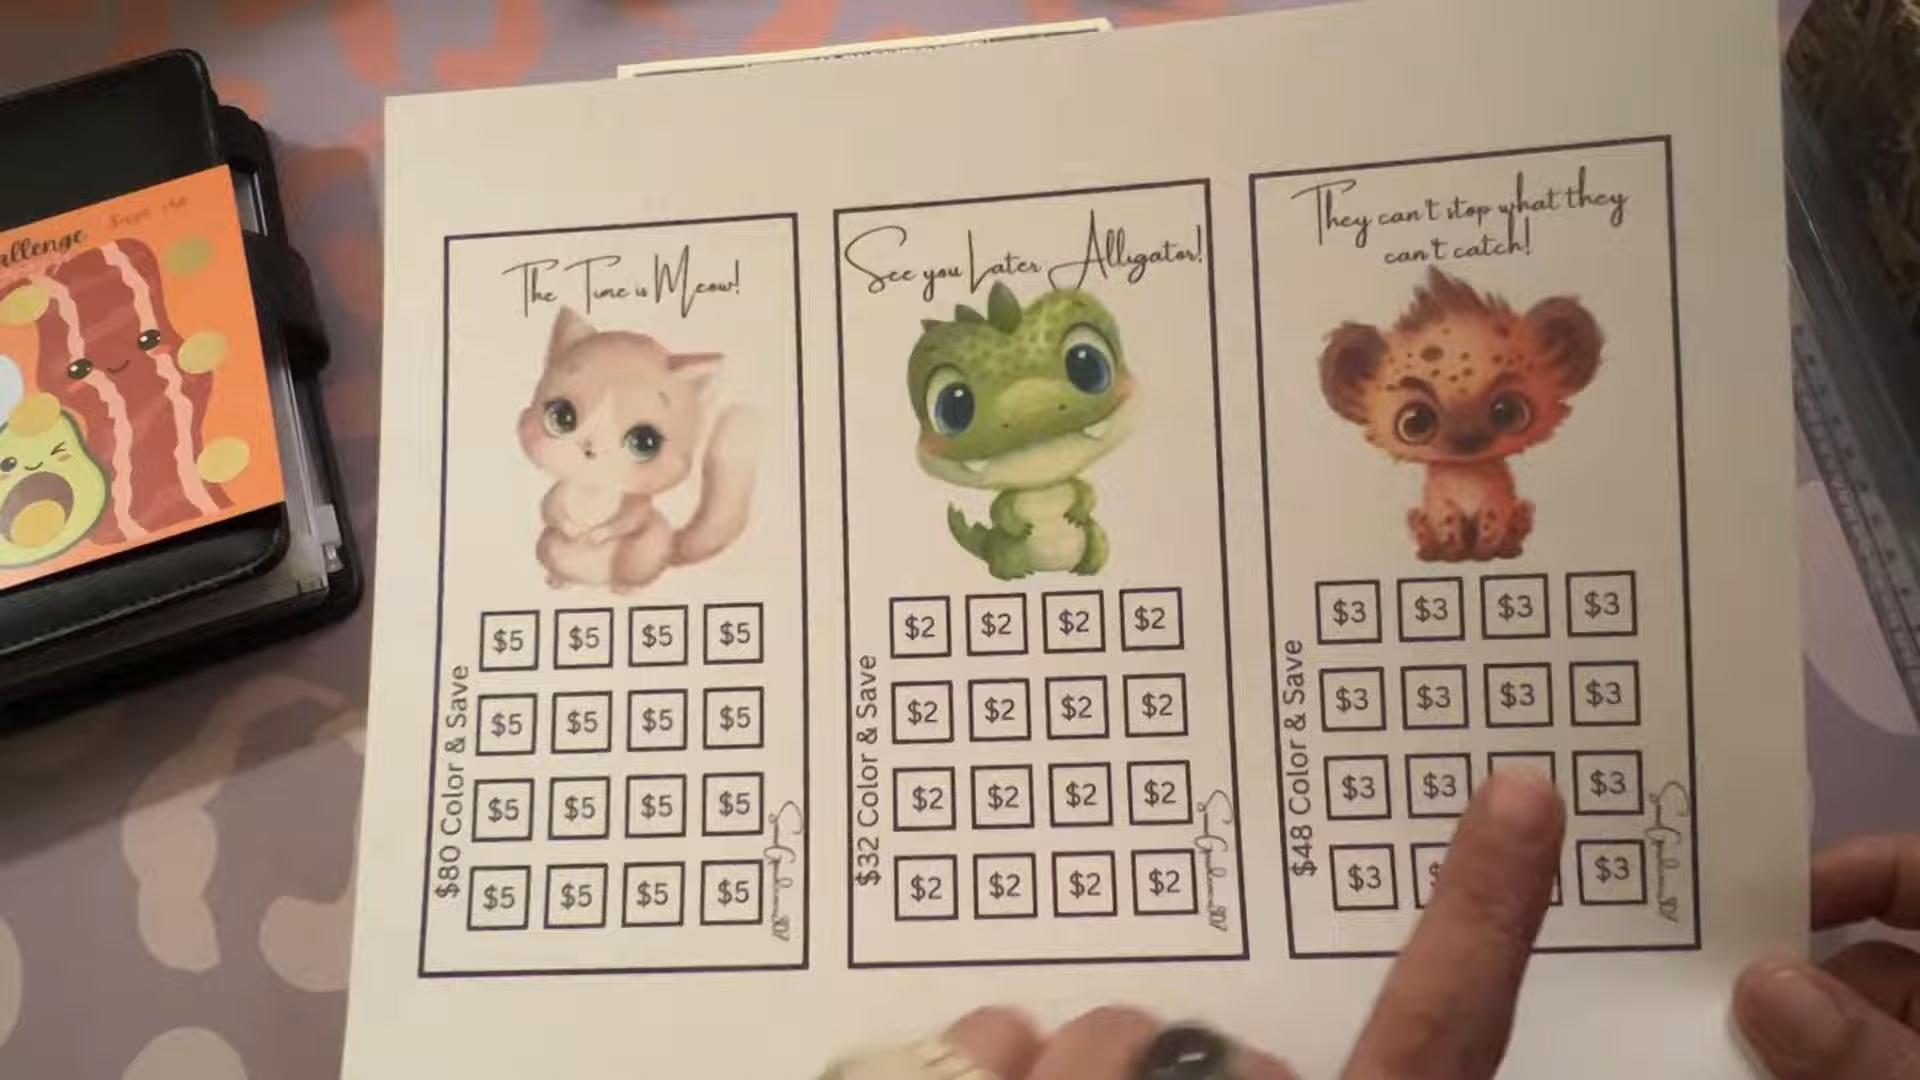 allenge
The Time is Meow!
$5 $5 $5 $5
$5 $5 $5 $5
$5 $5 $5 $5
$5 $5 $5 $5
$80 Color & Save
See you Later Alligator!
$2 $2 $2 $2
$2 $2 $2 $2
$2 $2 $2 $2
$2 $2 $2 $2
$32 Color & Save
They can't stop what they
can't catch!
$3 $3 $3 $3
$3 $3 $3 $3
$3 $3 $3
$3 $3
$48 Color & Save